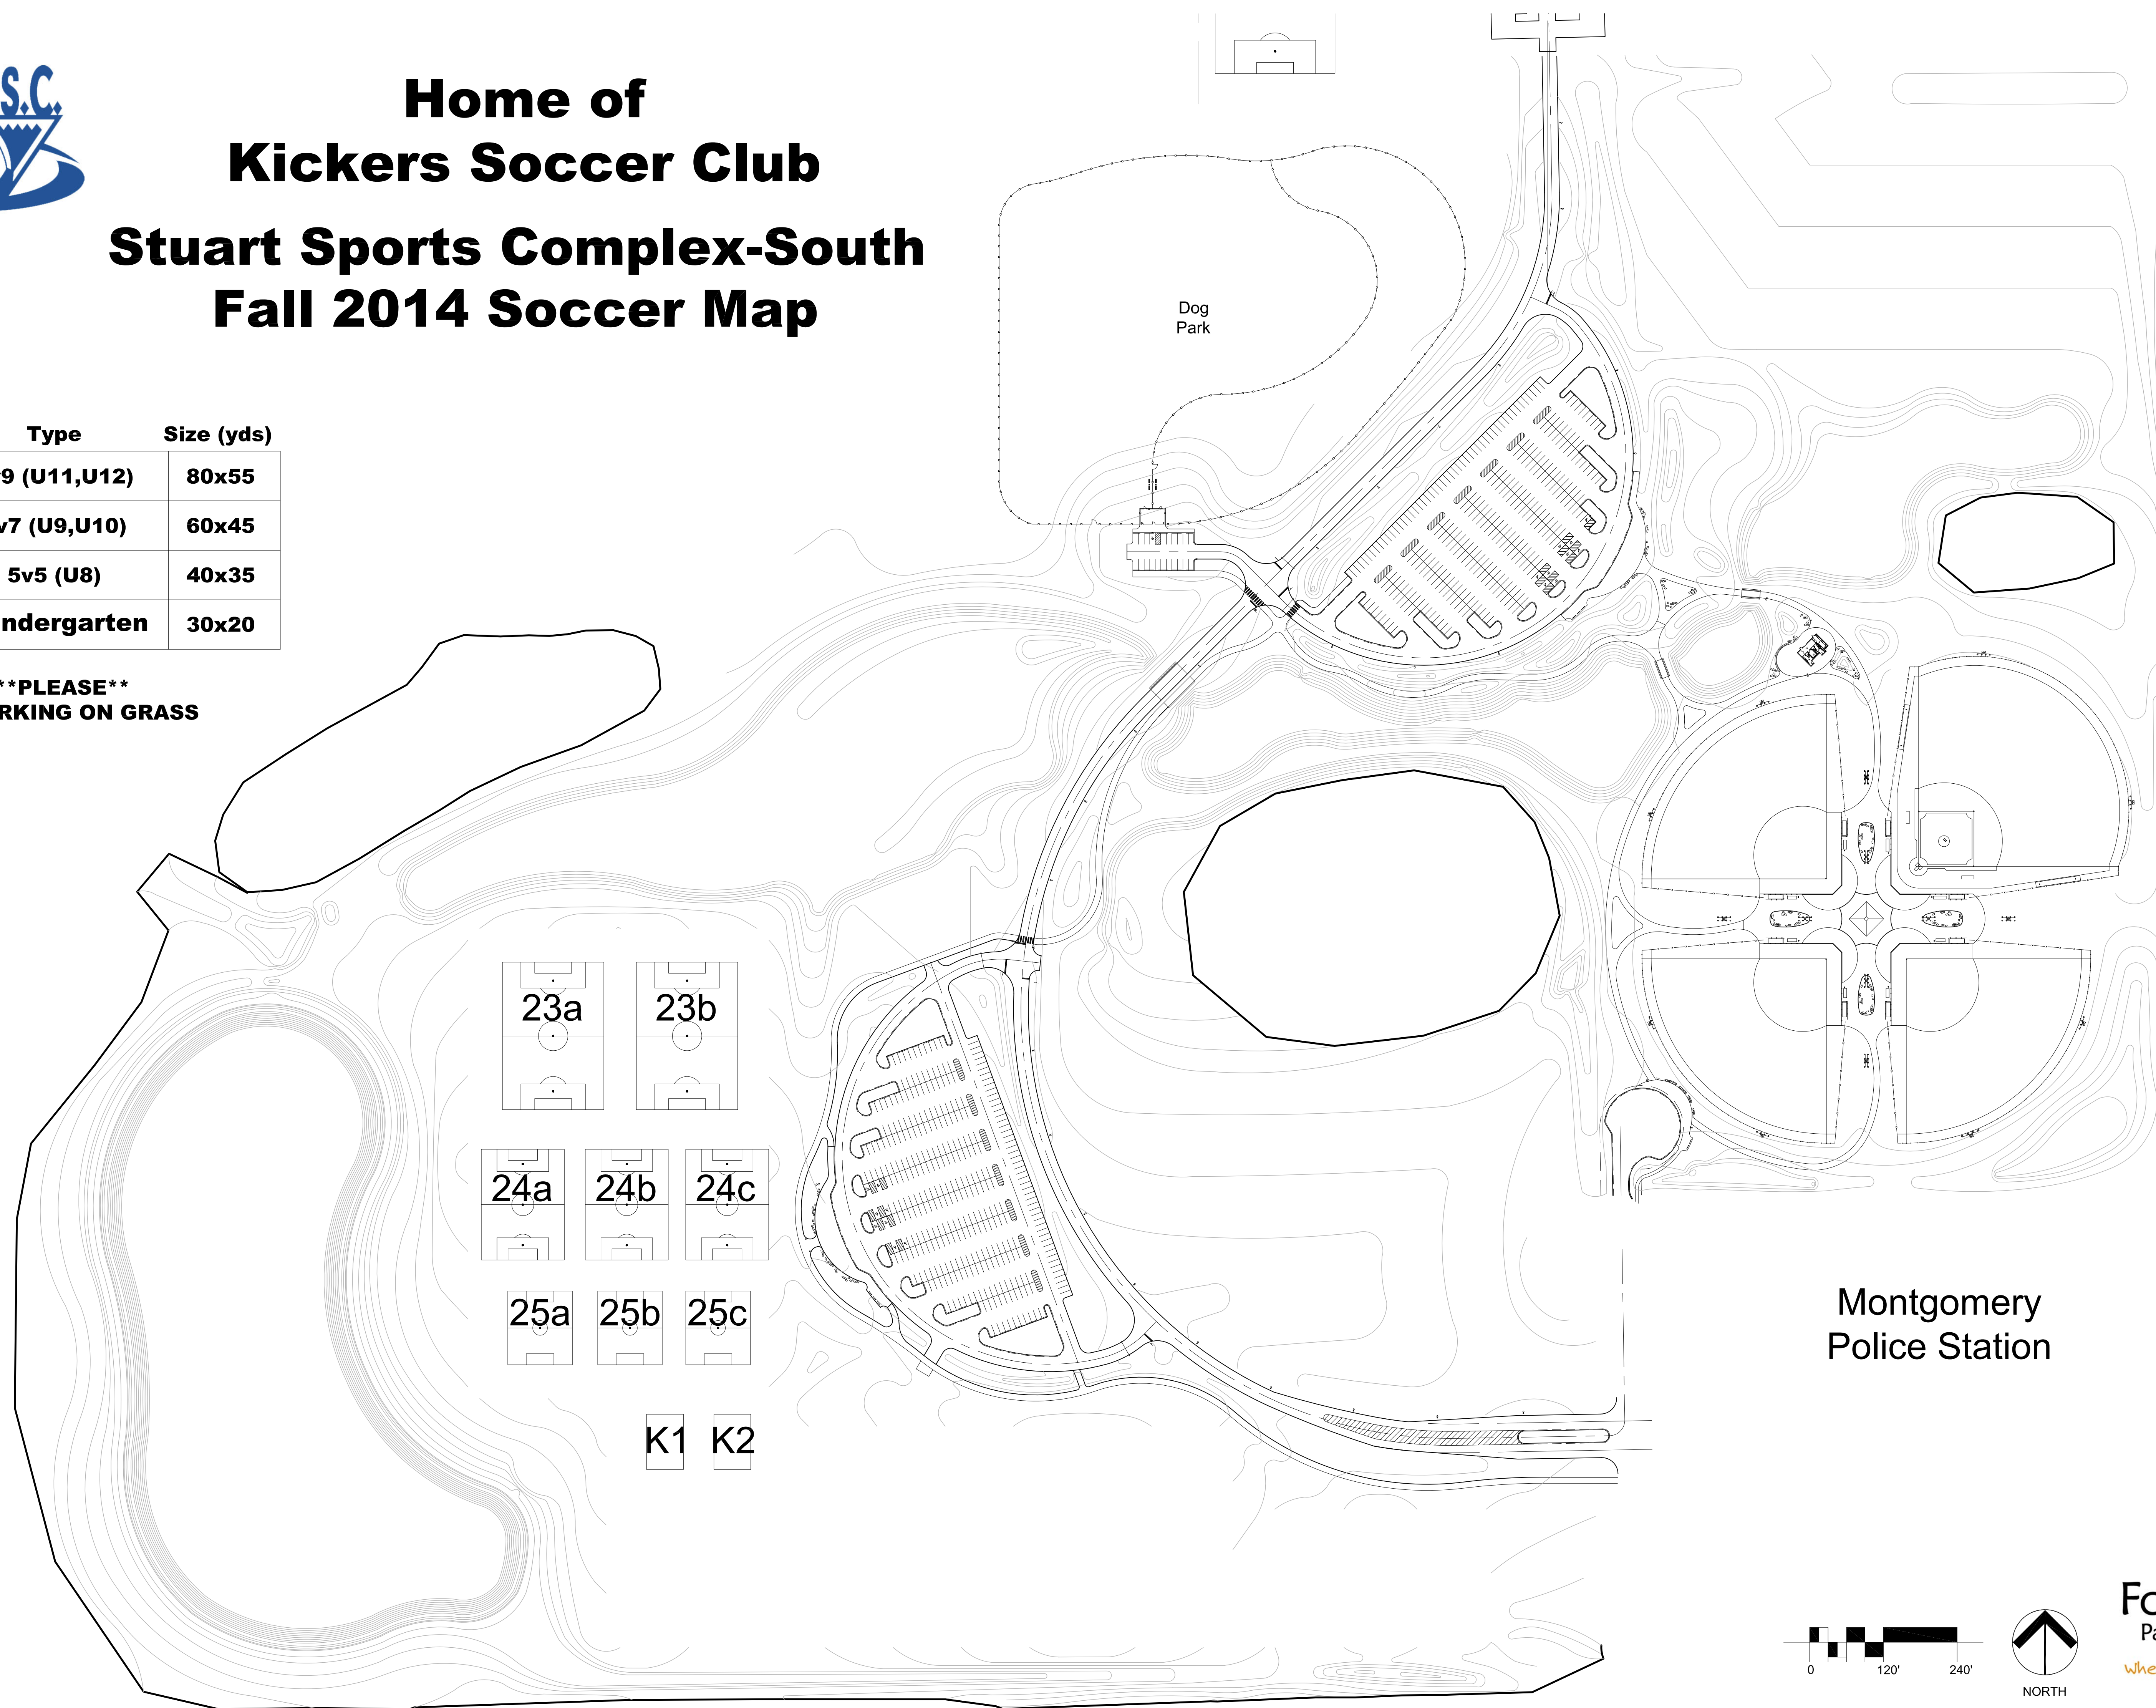 S.C.
Home of
Kickers Soccer Club
Stuart Sports Complex-South
Fall 2014 Soccer Map
Type Size (yds)
9 (U11,U12) 80x55
v7 (U9,U10) 60x45
5v5 (U8) 40x35
ndergarten 30x20
**PLEASE**
RKING ON GRASS
Dog
Park
23a 23b
24a 24b 24c
25a 25b 25c
K1 K2
Montgomery
Police Station
0 120' 240'
NORTH
Fo
Pa
whe